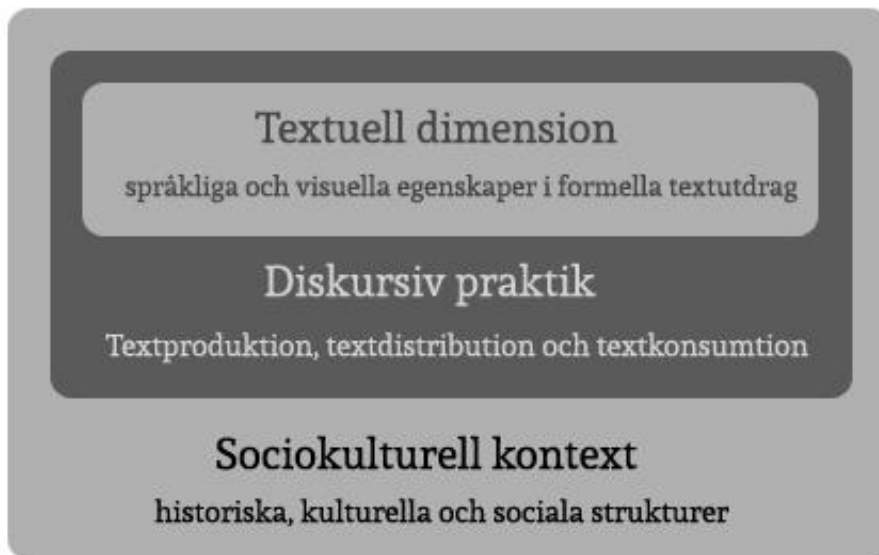 Textuell dimension
språkliga och visuella egenskaper i formella textutdrag
Diskursiv praktik
Textproduktion, textdistribution och textkonsumtion
Sociokulturell kontext
historiska, kulturella och sociala strukturer